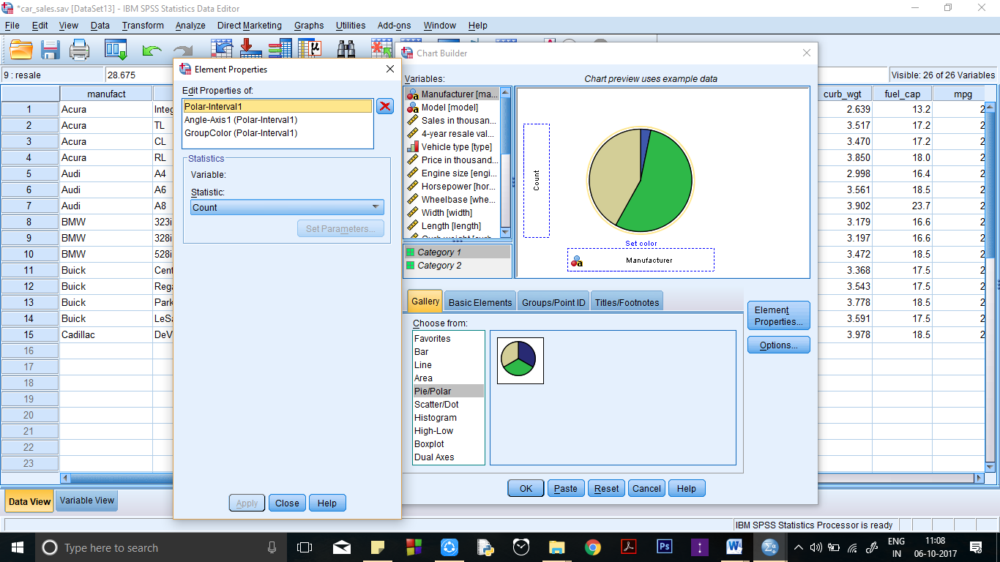 *car_sales.sav [DataSet13] - IBM SPSS Statistics Data Editor
File Edit View Data Transform Analyze Direct Marketing Graphs Utilities Add-ons Window Help
9 : resale 28.675 Visible: 26 of 26 Variables
manufact curb_wgt fuel_cap mpg
1 Acura Integ 2.639 13.2 2
2 Acura TL 3.517 17.2 2
3 Acura CL 3.470 17.2 2
4 Acura RL 3.850 18.0 2
5 Audi A4 2.998 16.4 2
6 Audi A6 3.561 18.5 2
7 Audi A8 3.902 23.7 2
8 BMW 323i 3.179 16.6 2
9 BMW 328i 3.197 16.6 2
10 BMW 528i 3.472 18.5 2
11 Buick Cent 3.368 17.5 2
12 Buick Rega 3.543 17.5 2
13 Buick Park 3.778 18.5 2
14 Buick LeSa 3.591 17.5 2
15 Cadillac DeV 3.978 18.5 2
16
17
18
19
20
21
22
23
Data View Variable View
IBM SPSS Statistics Processor is ready
Element Properties
Edit Properties of:
Polar-Interval1
Angle-Axis1 (Polar-Interval1)
GroupColor (Polar-Interval1)
Statistics
Variable:
Statistic:
Count
Set Parameters...
Apply Close Help
Chart Builder
Variables:
Manufacturer [ma...
Model [model]
Sales in thousan...
4-year resale val...
Vehicle type [type]
Price in thousand...
Engine size [engi...
Horsepower [hor...
Wheelbase [whe...
Width [width]
Length [length]
Category 1
Category 2
Chart preview uses example data
Count
Set color
Manufacturer
Gallery Basic Elements Groups/Point ID Titles/Footnotes
Choose from:
Favorites
Bar
Line
Area
Pie/Polar
Scatter/Dot
Histogram
High-Low
Boxplot
Dual Axes
Element Properties...
Options...
OK Paste Reset Cancel Help
Type here to search
ENG
IN
11:08
06-10-2017